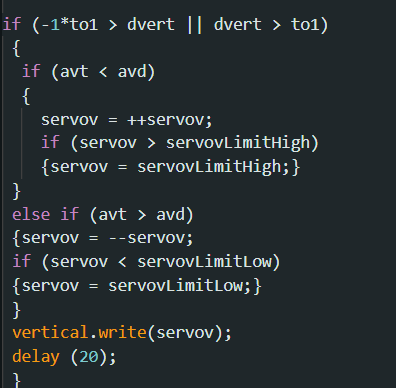 if (-1*to1 > dvert || dvert > to1)
{
if (avt < avd)
{
servov = ++servov;
if (servov > servovLimitHigh)
{servov = servovLimitHigh;}
}
else if (avt > avd)
{servov = --servov;
if (servov < servovLimitLow)
{servov = servovLimitLow;}
}
vertical.write(servov);
delay (20);
}